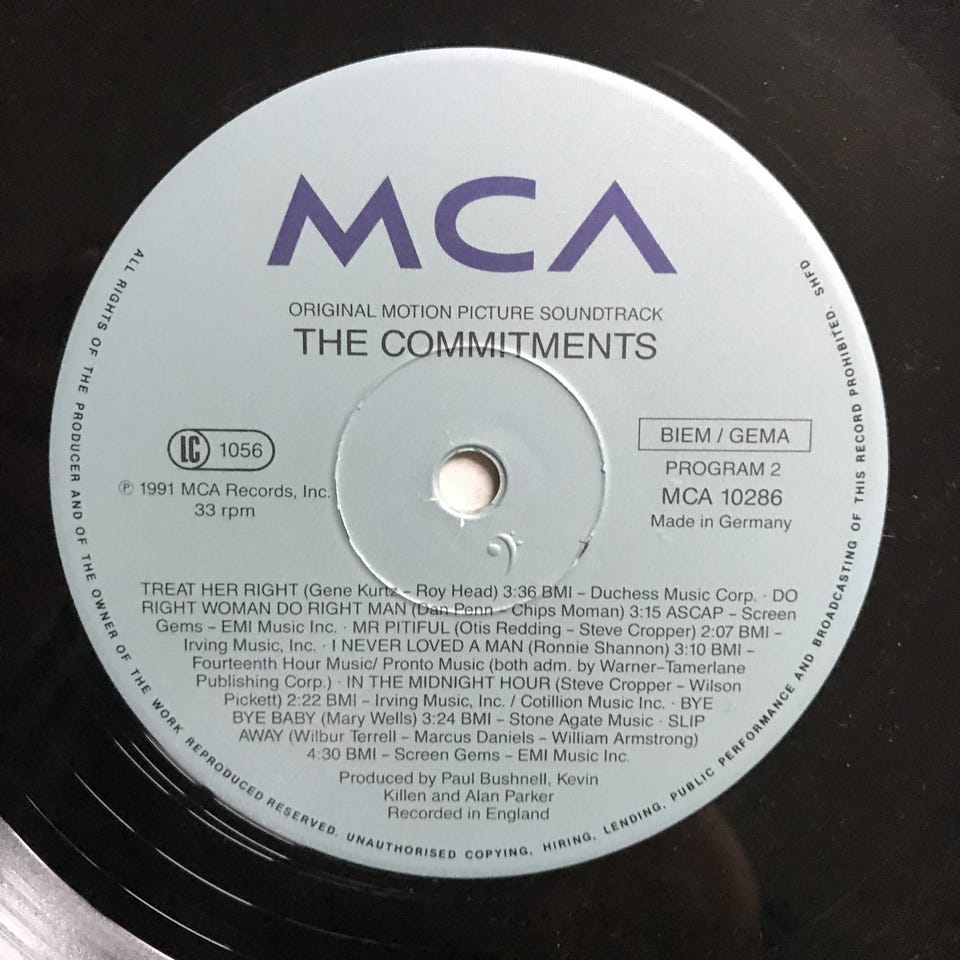 MCA
ORIGINAL MOTION PICTURE SOUNDTRACK
THE COMMITMENTS
LC 1056
℗ 1991 MCA Records, Inc.
33 rpm
BIEM / GEMA
PROGRAM 2
MCA 10286
Made in Germany
TREAT HER RIGHT (Gene Kurtz – Roy Head) 3:36 BMI – Duchess Music Corp. · DO
RIGHT WOMAN DO RIGHT MAN (Dan Penn – Chips Moman) 3:15 ASCAP – Screen
Gems – EMI Music Inc. · MR PITIFUL (Otis Redding – Steve Cropper) 2:07 BMI –
Irving Music, Inc. · I NEVER LOVED A MAN (Ronnie Shannon) 3:10 BMI –
Fourteenth Hour Music/ Pronto Music (both adm. by Warner–Tamerlane
Publishing Corp.) · IN THE MIDNIGHT HOUR (Steve Cropper – Wilson
Pickett) 2:22 BMI – Irving Music, Inc. / Cotillion Music Inc. · BYE
BYE BABY (Mary Wells) 3:24 BMI – Stone Agate Music · SLIP
AWAY (Wilbur Terrell – Marcus Daniels – William Armstrong)
4:30 BMI – Screen Gems – EMI Music Inc.
Produced by Paul Bushnell, Kevin
Killen and Alan Parker
Recorded in England
ALL RIGHTS OF THE PRODUCER AND OF THE OWNER OF THE WORK REPRODUCED RESERVED. UNAUTHORISED COPYING, HIRING, LENDING, PUBLIC PERFORMANCE AND BROADCASTING OF THIS RECORD PROHIBITED. SHFD